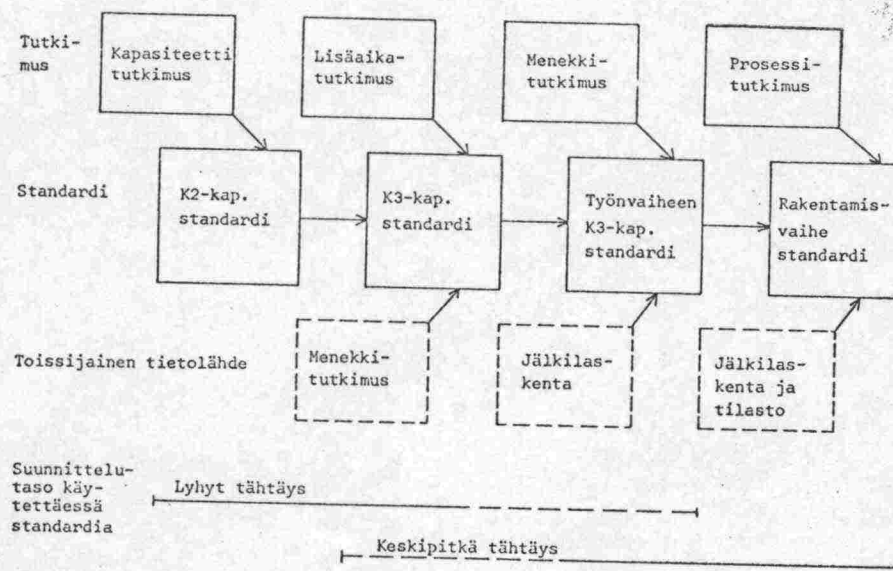 Tutki-
mus
Kapasiteetti
tutkimus
Lisäaika-
tutkimus
Menekki-
tutkimus
Prosessi-
tutkimus
Standardi
K2-kap.
standardi
K3-kap.
standardi
Työnvaiheen
K3-kap.
standardi
Rakentamis-
vaihe
standardi
Toissijainen tietolähde
Menekki-
tutkimus
Jälkilas-
kenta
Jälkilas-
kenta ja
tilasto
Suunnittelu-
taso käy-
tettäessä
standardia
Lyhyt tähtäys
Keskipitkä tähtäys